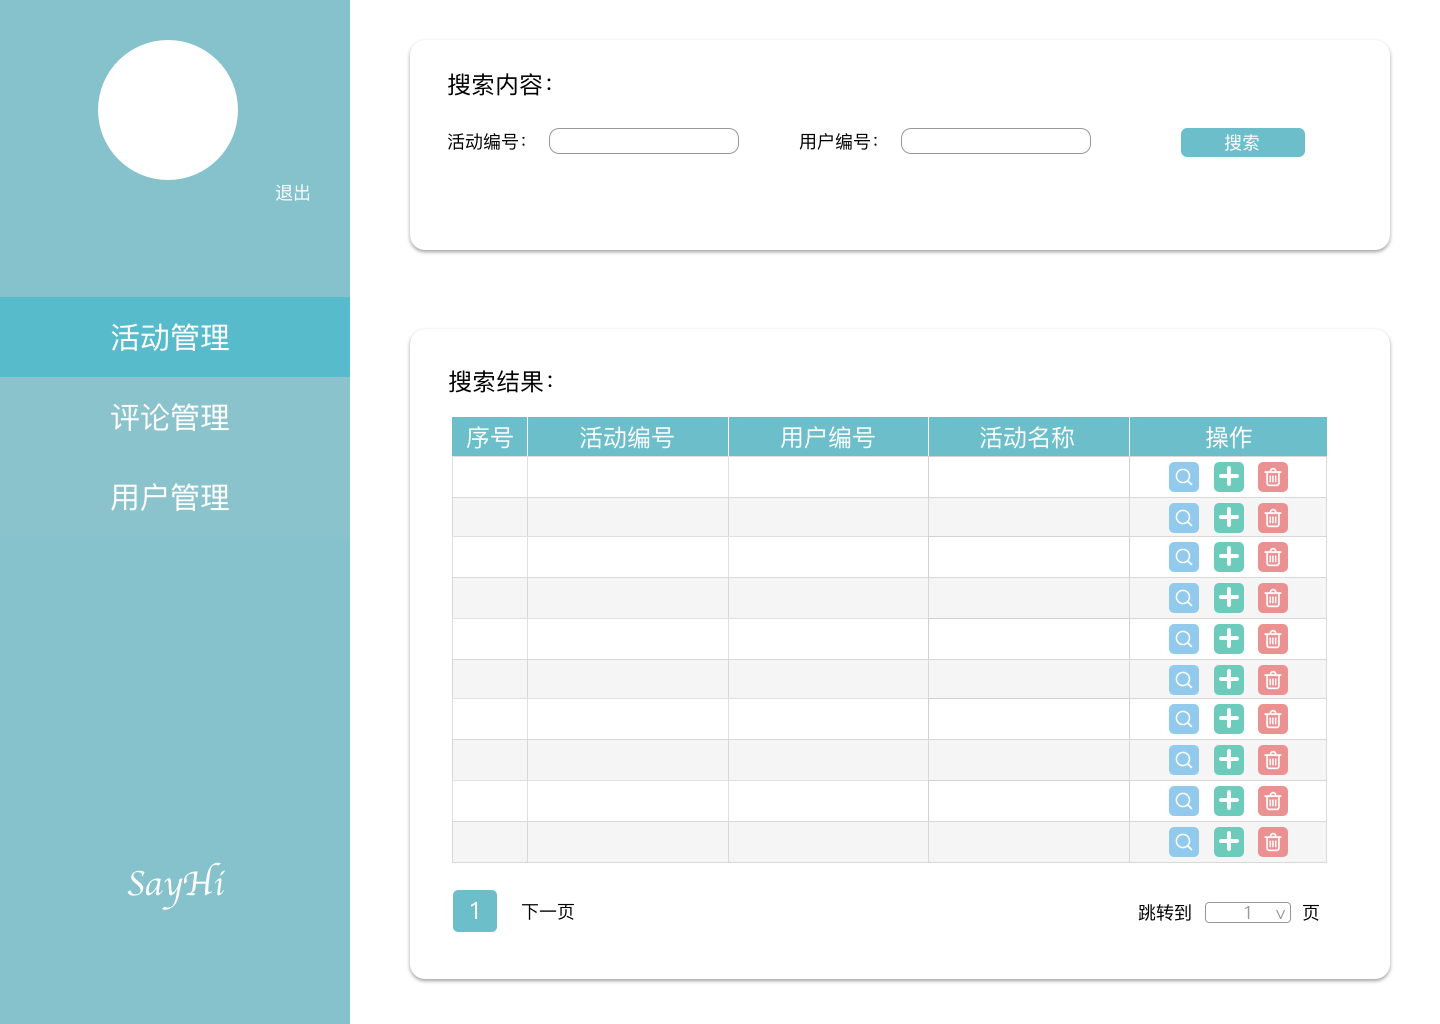 退出
活动管理
评论管理
用户管理
SayHi
搜索内容：
活动编号： 用户编号： 搜索
搜索结果：
序号 活动编号 用户编号 活动名称 操作
1 下一页 跳转到 1 v 页